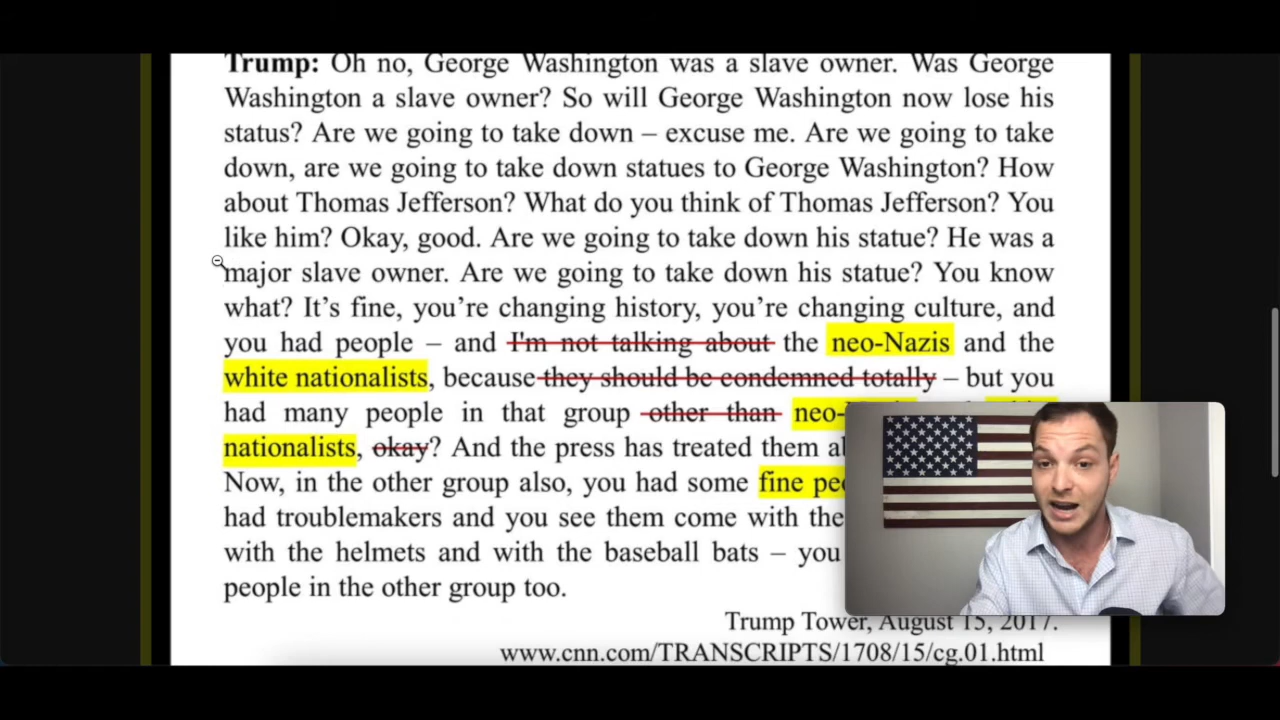 Trump: Oh no, George Washington was a slave owner. Was George
Washington a slave owner? So will George Washington now lose his
status? Are we going to take down – excuse me. Are we going to take
down, are we going to take down statues to George Washington? How
about Thomas Jefferson? What do you think of Thomas Jefferson? You
like him? Okay, good. Are we going to take down his statue? He was a
major slave owner. Are we going to take down his statue? You know
what? It’s fine, you’re changing history, you’re changing culture, and
you had people – and I'm not talking about the neo-Nazis and the
white nationalists, because they should be condemned totally – but you
had many people in that group other than
nationalists, okay? And the press has treated them
Now, in the other group also, you had some fine
had troublemakers and you see them come with the
with the helmets and with the baseball bats – you
people in the other group too.
Trump Tower, August 15, 2017.
www.cnn.com/TRANSCRIPTS/1708/15/cg.01.html